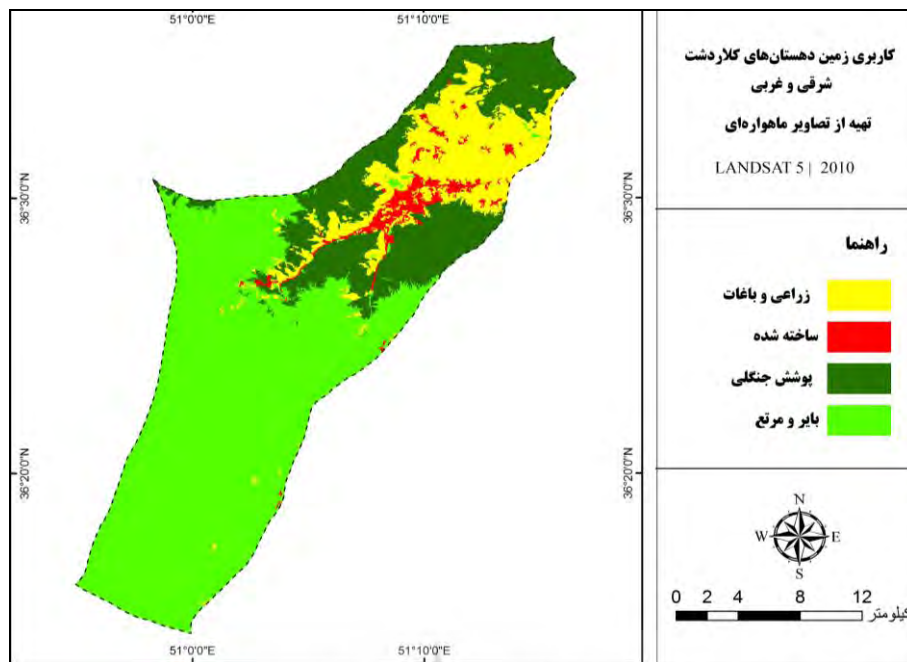 51°0'0"E
51°10'0"E
36°30'0"N
36°30'0"N
36°20'0"N
36°20'0"N
51°0'0"E
51°10'0"E
کاربری زمین دهستان‌های کلاردشت
شرقی و غربی
تهیه از تصاویر ماهواره‌ای
LANDSAT 5 | 2010
راهنما
زراعی و باغات
ساخته شده
پوشش جنگلی
بایر و مرتع
N
W E
S
0 2 4 8 12
کیلومتر